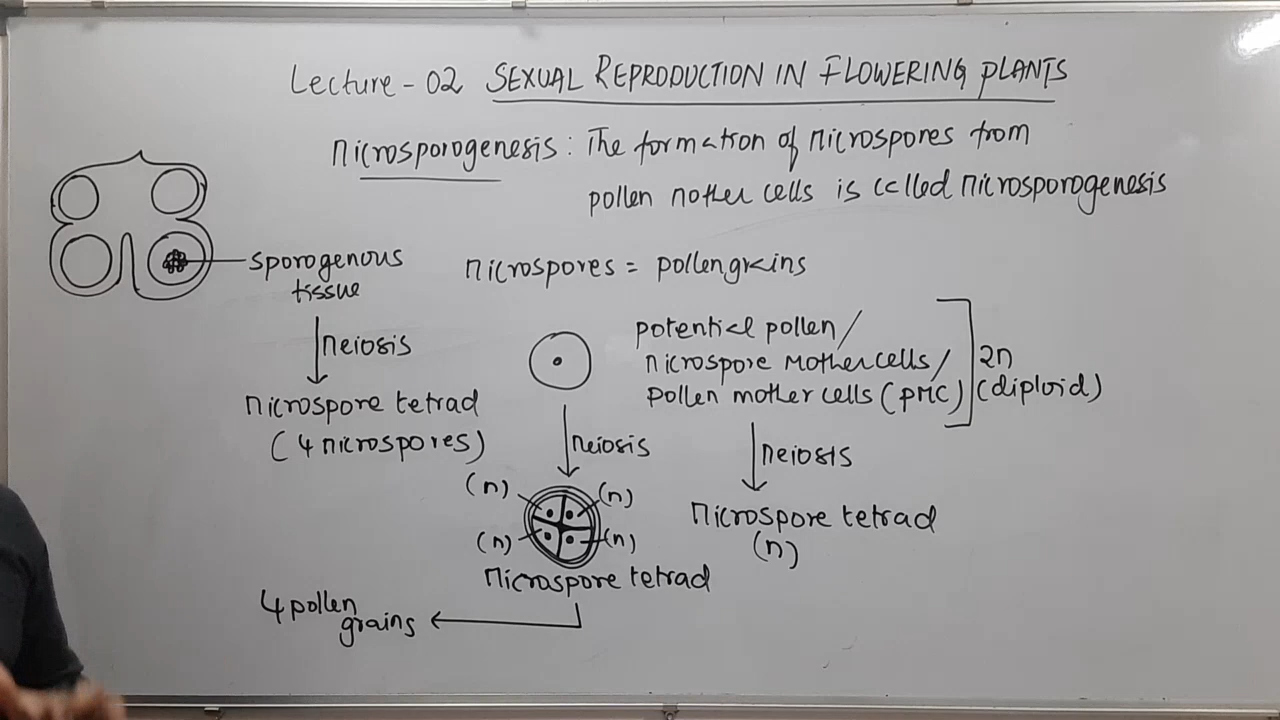 Lecture - 02 SEXUAL REPRODUCTION IN FLOWERING PLANTS
Microsporogenesis : The formation of Microspores from
pollen Mother cells is called Microsporogenesis
sporogenous
tissue
Meiosis
Microspore tetrad
(4 Microspores)
Microspores = pollengrains
potential pollen/
Microspore Mothercells/
pollen mother cells (PMC)
2n
(diploid)
Meiosis
Meiosis
(n)
(n)
(n)
(n)
Microspore tetrad
Microspore tetrad
(n)
4 pollen
grains